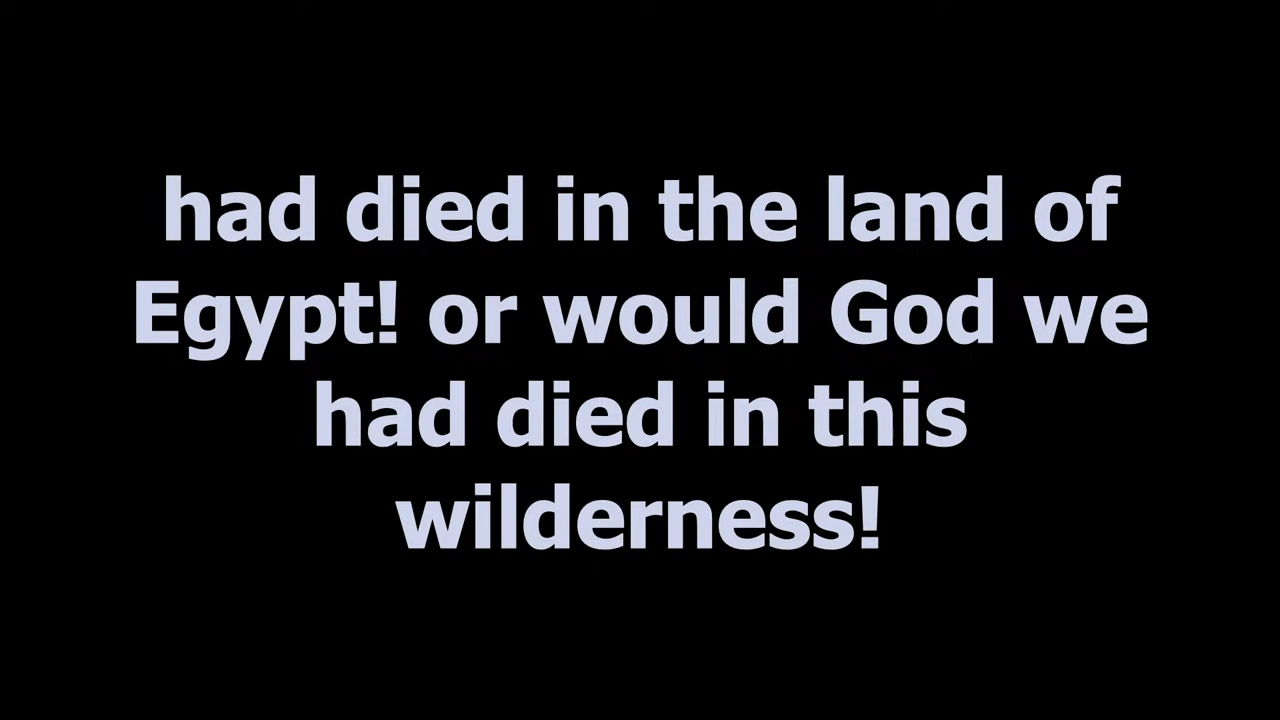 had died in the land of
Egypt! or would God we
had died in this
wilderness!